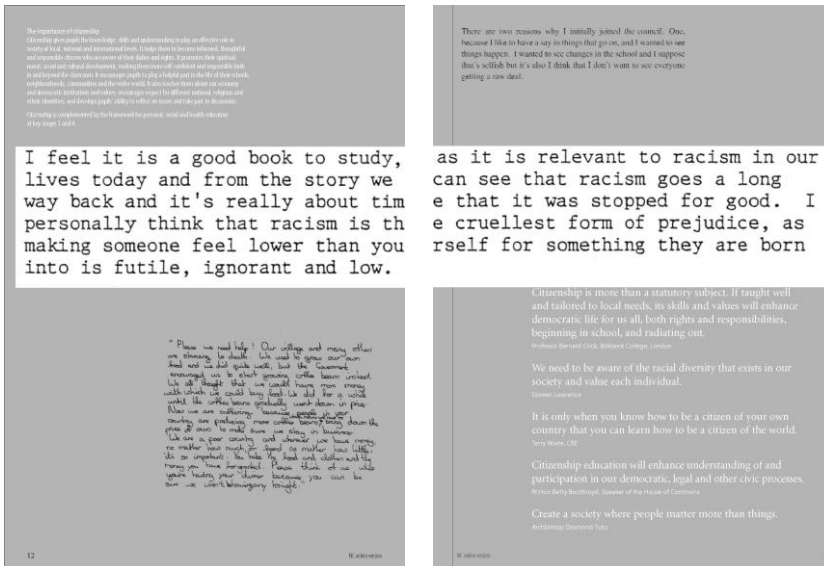 The importance of citizenship
Citizenship gives pupils the knowledge, skills and understanding to play an effective role in
society at local, national and international levels. It helps them to become informed, thoughtful
and responsible citizens who are aware of their duties and rights. It promotes their spiritual,
moral, social and cultural development, making them more self-confident and responsible both
in and beyond the classroom. It encourages pupils to play a helpful part in the life of their schools,
neighbourhoods, communities and the wider world. It also teaches them about our economy
and democratic institutions and values; encourages respect for different national, religious and
ethnic identities; and develops pupils' ability to reflect on issues and take part in discussions.
Citizenship is complemented by the framework for personal, social and health education
at key stages 3 and 4.
I feel it is a good book to study,
lives today and from the story we
way back and it's really about tim
personally think that racism is th
making someone feel lower than you
into is futile, ignorant and low.
" Please we need help! Our village and many other
are starving to death. We used to grow our own
food and we did quite well, but the Goverment
encouraged us to start growing coffee beans instead.
We all thought that we would have more money
with which we could buy food. We did for a while
until the coffee beans gradually went down in price.
Now we are suffering because people in your
country are producing more coffee beans, bring down the
price of ours to make sure we stay in business.
We are a poor country and whenever we have money,
no matter how much, or food no matter how little,
it's so important. You take the food and clothes and the
money you have for granted. Please think of us when
you're having your dinner because you can be
sure we won't be having tonight."
12
NC online version
There are two reasons why I initially joined the council. One,
because I like to have a say in things that go on, and I wanted to see
things happen. I wanted to see changes in the school and I suppose
that's selfish but it's also I think that I don't want to see everyone
getting a raw deal.
as it is relevant to racism in our
can see that racism goes a long
e that it was stopped for good. I
e cruellest form of prejudice, as
rself for something they are born
Citizenship is more than a statutory subject. If taught well
and tailored to local needs, its skills and values will enhance
democratic life for us all, both rights and responsibilities,
beginning in school, and radiating out.
Professor Bernard Crick, Birkbeck College, London
We need to be aware of the racial diversity that exists in our
society and value each individual.
Doreen Lawrence
It is only when you know how to be a citizen of your own
country that you can learn how to be a citizen of the world.
Terry Waite, CBE
Citizenship education will enhance understanding of and
participation in our democratic, legal and other civic processes.
Rt Hon Betty Boothroyd, Speaker of the House of Commons
Create a society where people matter more than things.
Archbishop Desmond Tutu
NC online version